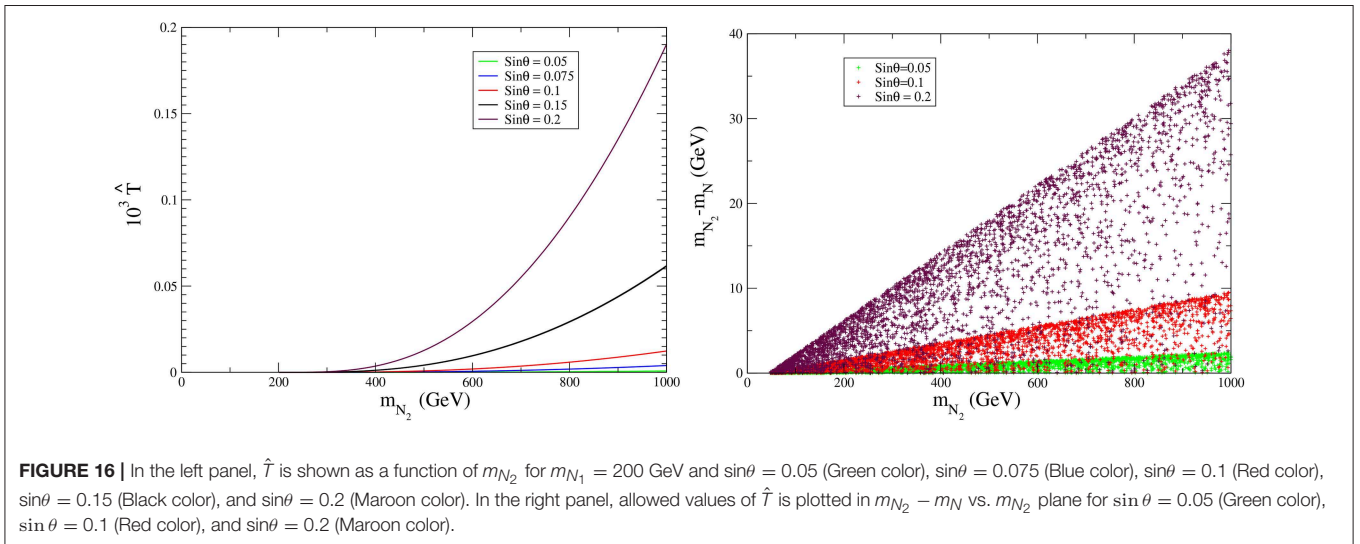 0.2
0.15
0.1
0.05
0
10³ T̂
Sinθ = 0.05
Sinθ = 0.075
Sinθ = 0.1
Sinθ = 0.15
Sinθ = 0.2
0 200 400 600 800 1000
m_N₂ (GeV)
40
30
20
10
0
m_N₂-m_N (GeV)
Sinθ=0.05
Sinθ=0.1
Sinθ = 0.2
200 400 600 800 1000
m_N₂ (GeV)
FIGURE 16 | In the left panel, T̂ is shown as a function of m_N₂ for m_N₁ = 200 GeV and sinθ = 0.05 (Green color), sinθ = 0.075 (Blue color), sinθ = 0.1 (Red color),
sinθ = 0.15 (Black color), and sinθ = 0.2 (Maroon color). In the right panel, allowed values of T̂ is plotted in m_N₂ − m_N vs. m_N₂ plane for sin θ = 0.05 (Green color),
sin θ = 0.1 (Red color), and sinθ = 0.2 (Maroon color).